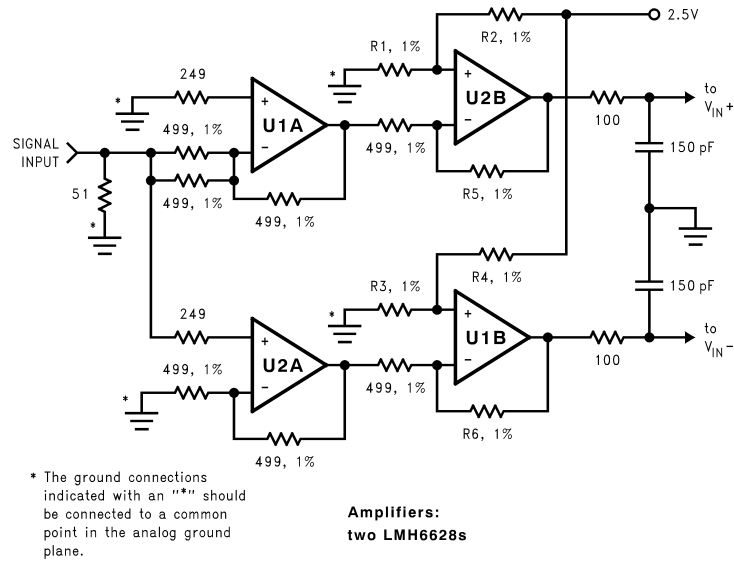 2.5V
R2, 1%
R1, 1%
*
+
U2B
−
to
VIN+
100
249
*
+
U1A
−
499, 1%
SIGNAL
INPUT
499, 1%
150 pF
51
499, 1%
R5, 1%
*
499, 1%
R4, 1%
R3, 1%
150 pF
*
+
U1B
−
to
VIN−
249
100
+
U2A
−
499, 1%
499, 1%
*
R6, 1%
499, 1%
* The ground connections
indicated with an "*" should
be connected to a common
point in the analog ground
plane.
Amplifiers:
two LMH6628s